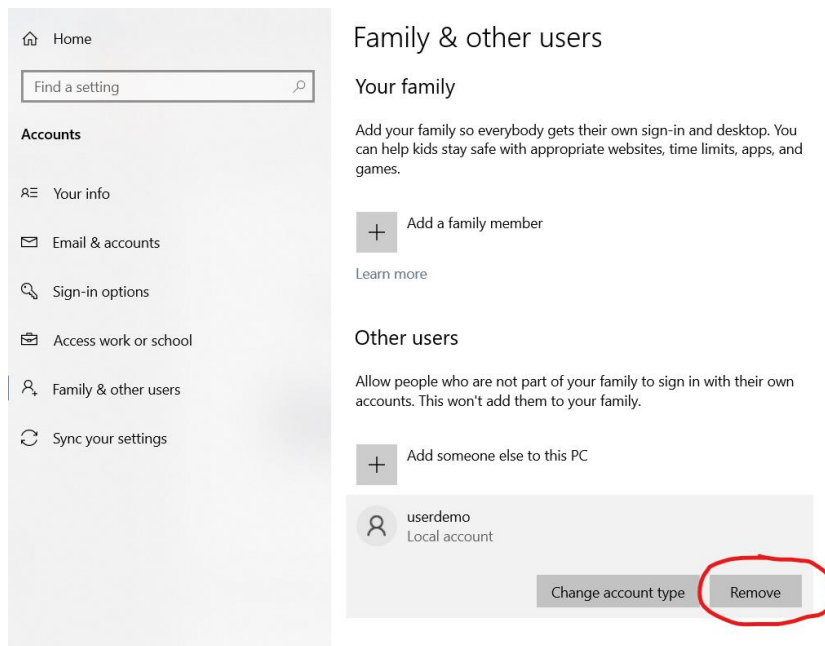 Home
Find a setting
Accounts
Your info
Email & accounts
Sign-in options
Access work or school
Family & other users
Sync your settings
Family & other users
Your family
Add your family so everybody gets their own sign-in and desktop. You
can help kids stay safe with appropriate websites, time limits, apps, and
games.
Add a family member
Learn more
Other users
Allow people who are not part of your family to sign in with their own
accounts. This won't add them to your family.
Add someone else to this PC
userdemo
Local account
Change account type
Remove